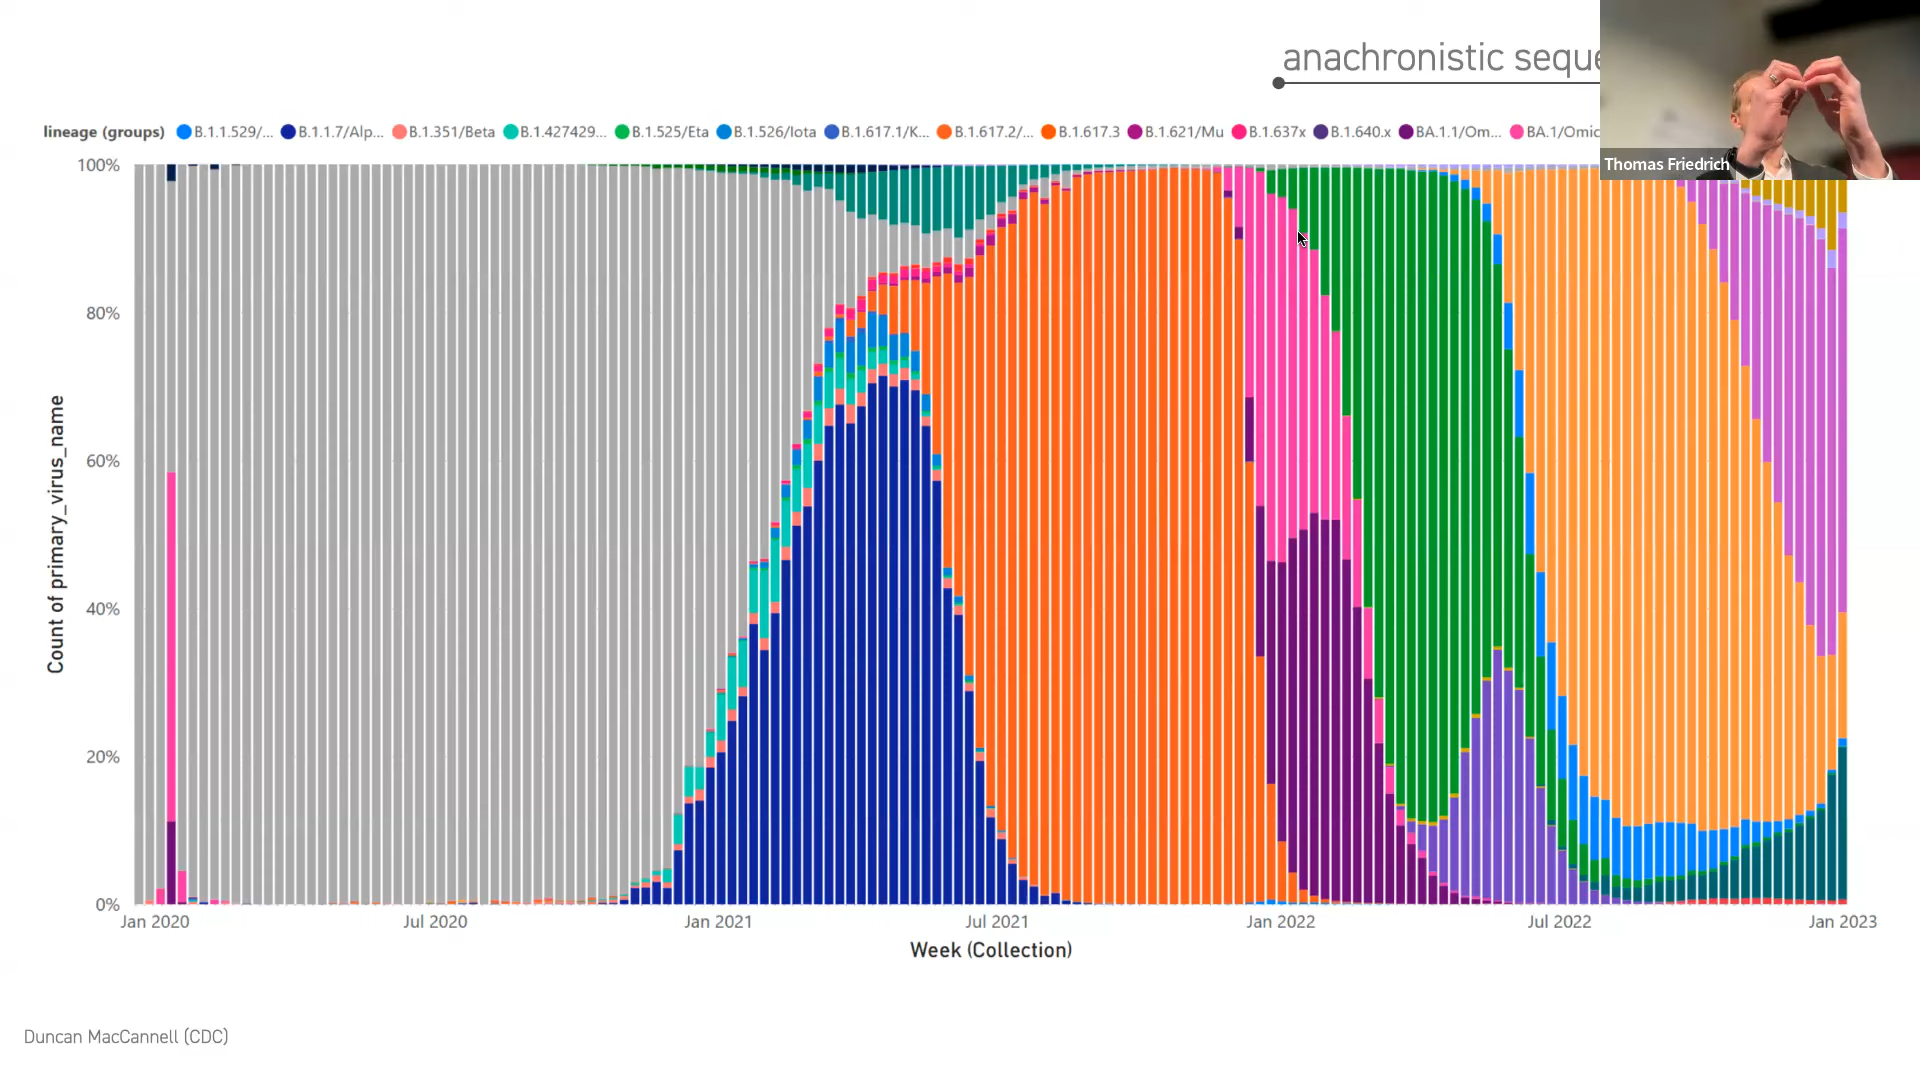 anachronistic seque
Thomas Friedrich
lineage (groups) B.1.1.529/... B.1.1.7/Alp... B.1.351/Beta B.1.427429... B.1.525/Eta B.1.526/Iota B.1.617.1/K... B.1.617.2/... B.1.617.3 B.1.621/Mu B.1.637x B.1.640.x BA.1.1/Om... BA.1/Omic
100%
80%
60%
40%
20%
0%
Count of primary_virus_name
Jan 2020 Jul 2020 Jan 2021 Jul 2021 Jan 2022 Jul 2022 Jan 2023
Week (Collection)
Duncan MacCannell (CDC)